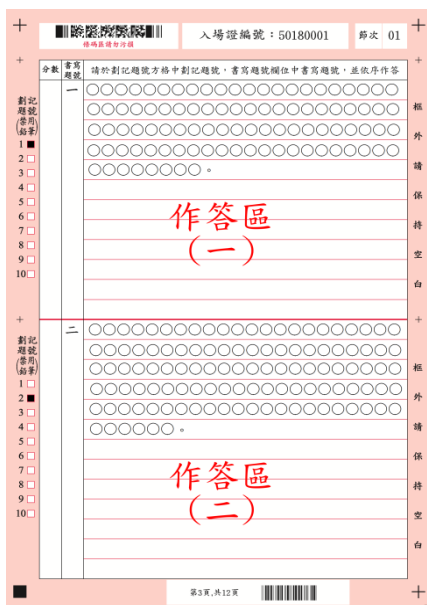 條碼區請勿污損
入場證編號：50180001
節次 01
分數 書寫題號 請於劃記題號方格中劃記題號，書寫題號欄位中書寫題號，並依序作答
劃記題號(禁用鉛筆)
1 ■
2 □
3 □
4 □
5 □
6 □
7 □
8 □
9 □
10 □
一 ○○○○○○○○○○○○○○○○○○
○○○○○○○○○○○○○○○○○○
○○○○○○○○○○○○○○○○○○
○○○○○○○○○○○○○○○○○○
○○○○○○○○。
作答區
(一)
框外請保持空白
劃記題號(禁用鉛筆)
1 □
2 ■
3 □
4 □
5 □
6 □
7 □
8 □
9 □
10 □
二 ○○○○○○○○○○○○○○○○○○
○○○○○○○○○○○○○○○○○○
○○○○○○○○○○○○○○○○○○
○○○○○○○○○○○○○○○○○○
○○○○○○○○○○○○○○○○○○
○○○○○○。
作答區
(二)
框外請保持空白
第3頁,共12頁